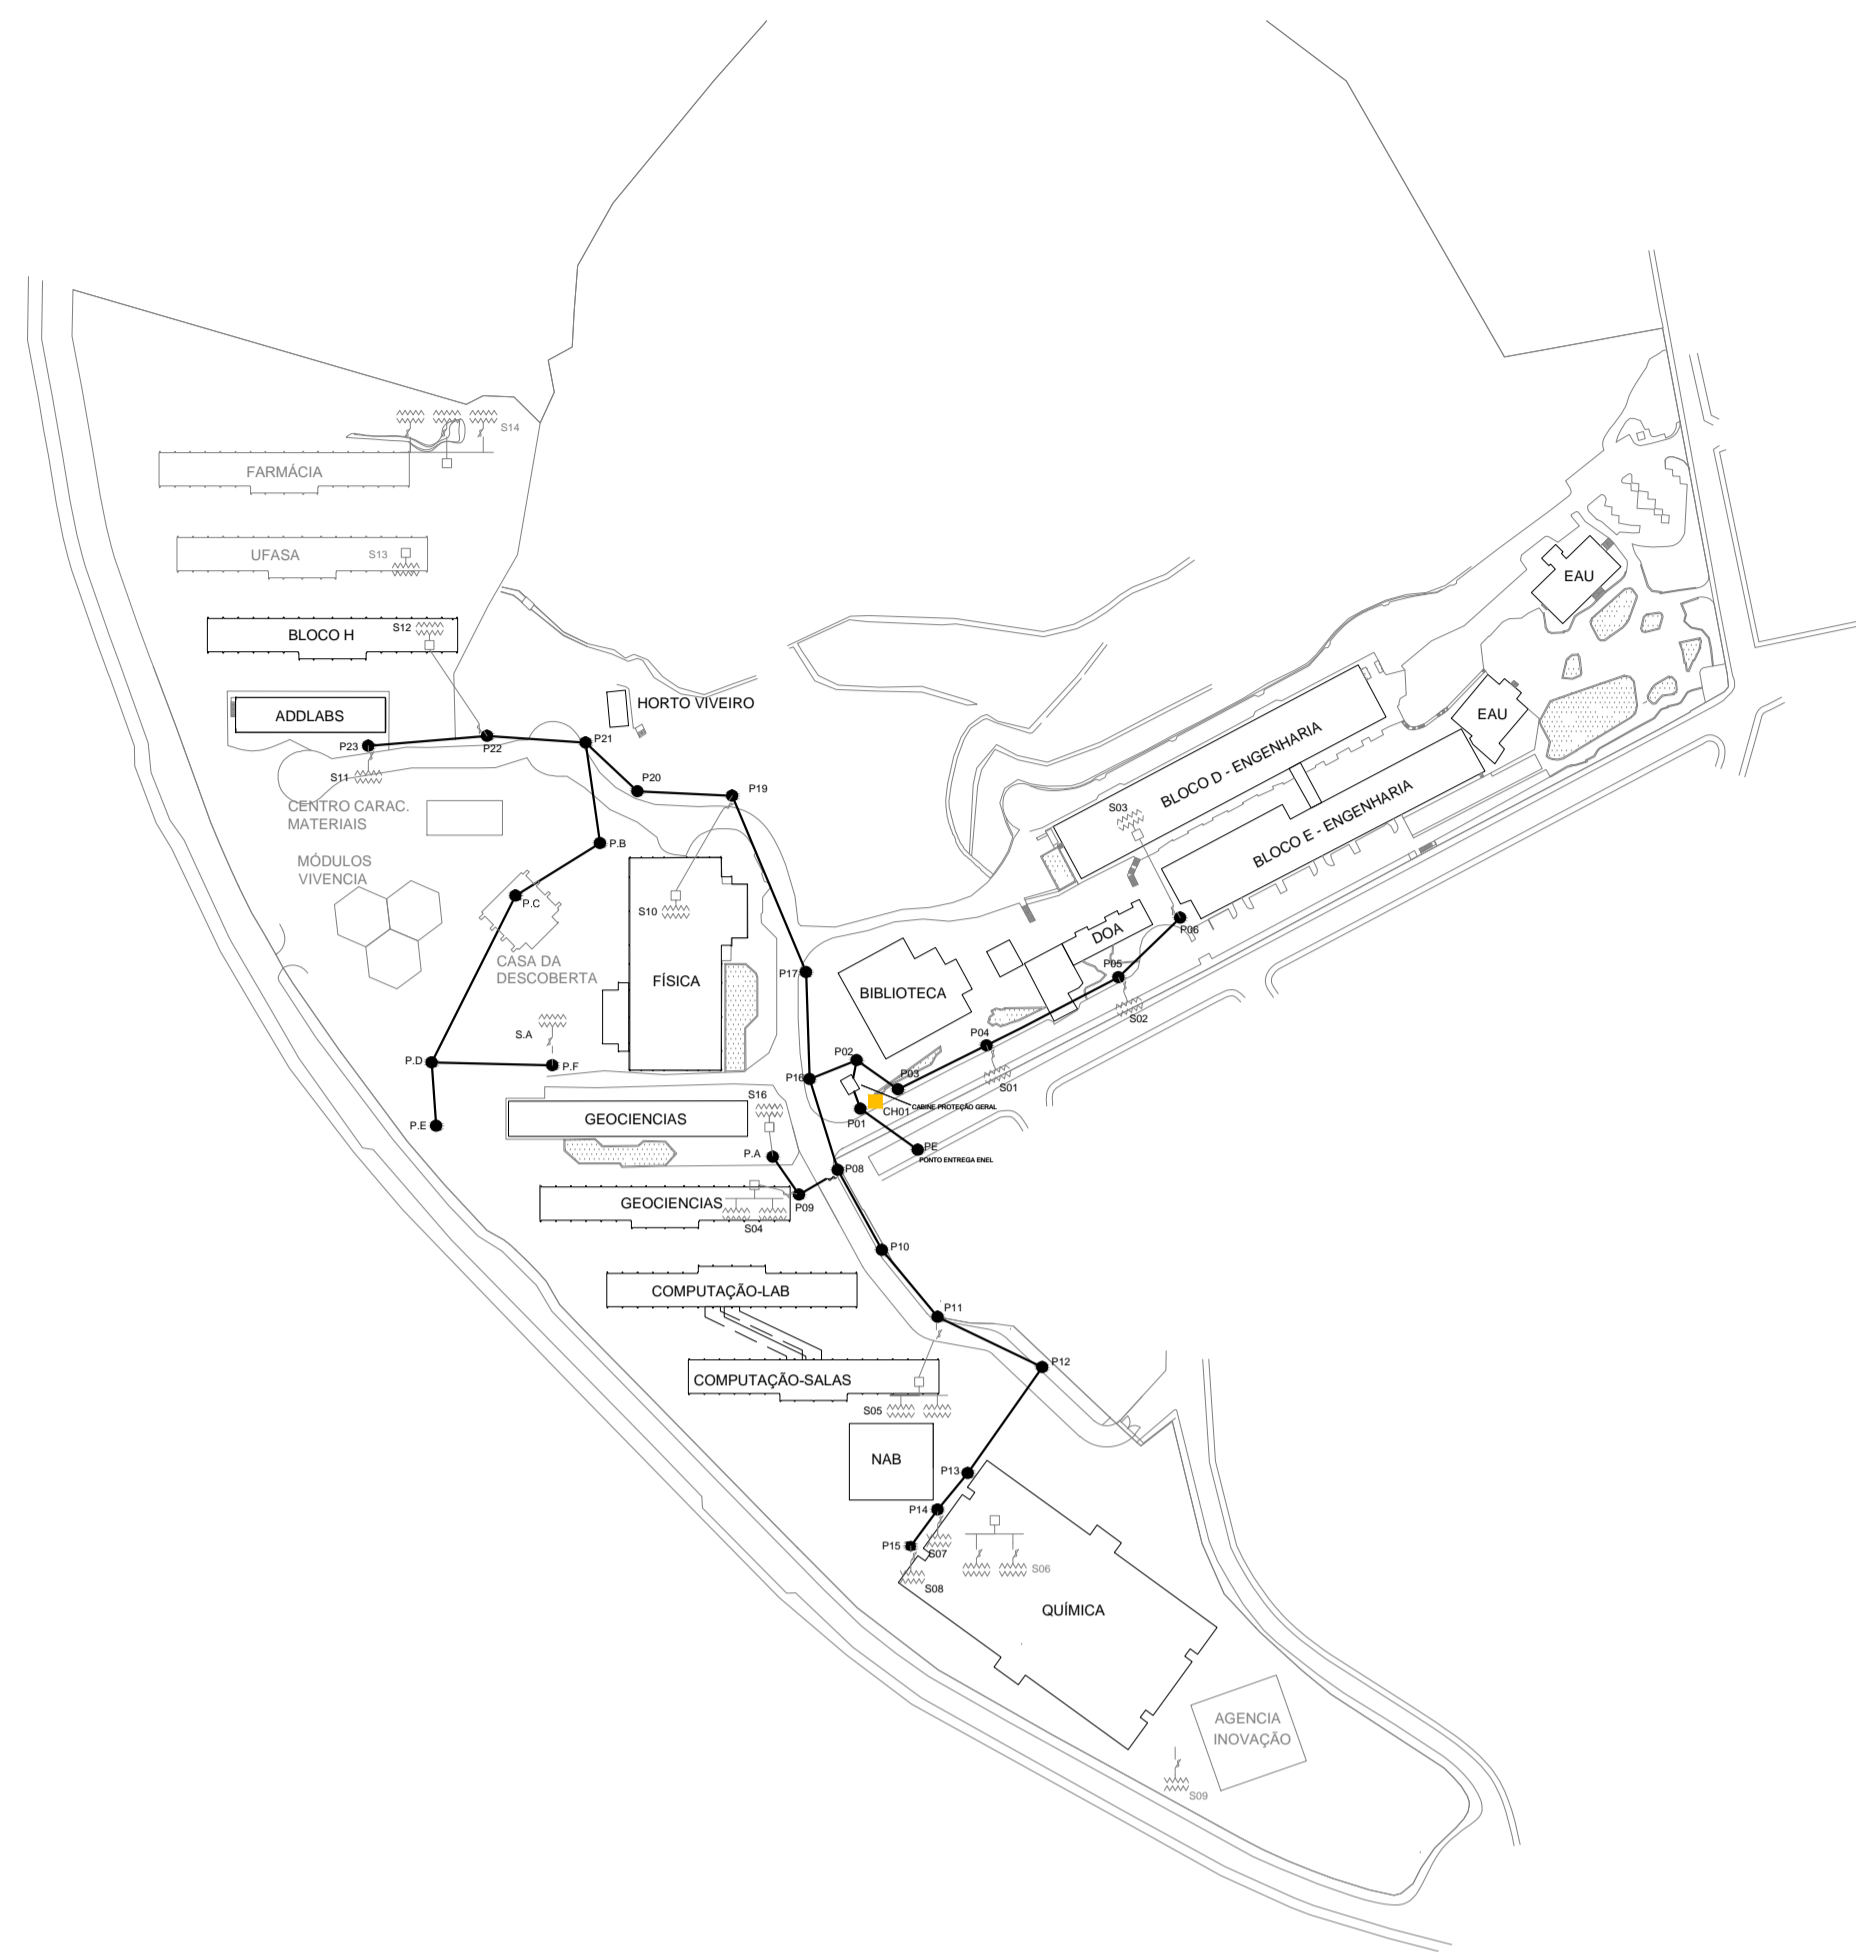 S14
FARMÁCIA
UFASA
S13
BLOCO H
S12
EAU
ADDLABS
HORTO VIVEIRO
EAU
P23
P22
P21
S11
P20
P19
BLOCO D - ENGENHARIA
CENTRO CARAC.
MATERIAIS
S03
BLOCO E - ENGENHARIA
P.B
MÓDULOS
VIVENCIA
P.C
S10
P06
DOA
CASA DA
DESCOBERTA
FÍSICA
P17
BIBLIOTECA
P05
S02
S.A
P04
P.D
P.F
P02
P16
P03
S01
S16
CABINE PROTEÇÃO GERAL
CH01
GEOCIENCIAS
P01
P.E
PE
PONTO ENTREGA ENEL
P.A
P08
GEOCIENCIAS
P09
S04
P10
COMPUTAÇÃO-LAB
P11
P12
COMPUTAÇÃO-SALAS
S05
NAB
P13
P14
P15
S07
S06
S08
QUÍMICA
AGENCIA
INOVAÇÃO
S09